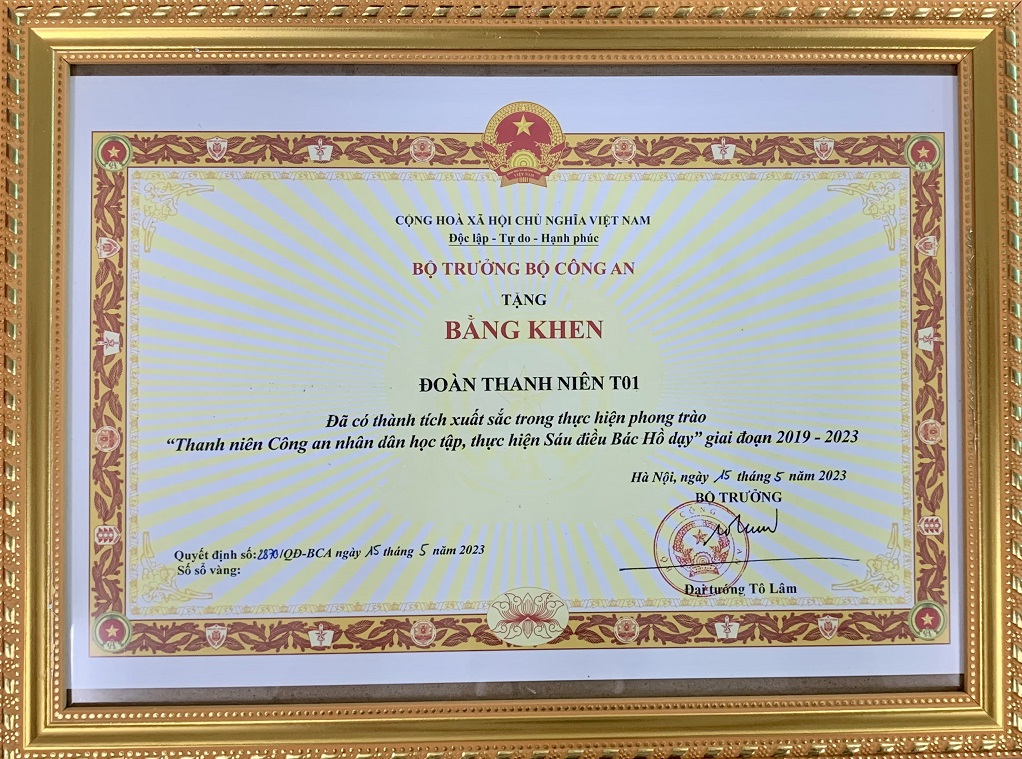 CỘNG HOÀ XÃ HỘI CHỦ NGHĨA VIỆT NAM
Độc lập - Tự do - Hạnh phúc
BỘ TRƯỞNG BỘ CÔNG AN
TẶNG
BẰNG KHEN
ĐOÀN THANH NIÊN T01
Đã có thành tích xuất sắc trong thực hiện phong trào
“Thanh niên Công an nhân dân học tập, thực hiện Sáu điều Bác Hồ dạy” giai đoạn 2019 - 2023
Hà Nội, ngày 15 tháng 5 năm 2023
BỘ TRƯỞNG
Đại tướng Tô Lâm
Quyết định số: 2870/QĐ-BCA ngày 15 tháng 5 năm 2023
Số sổ vàng: